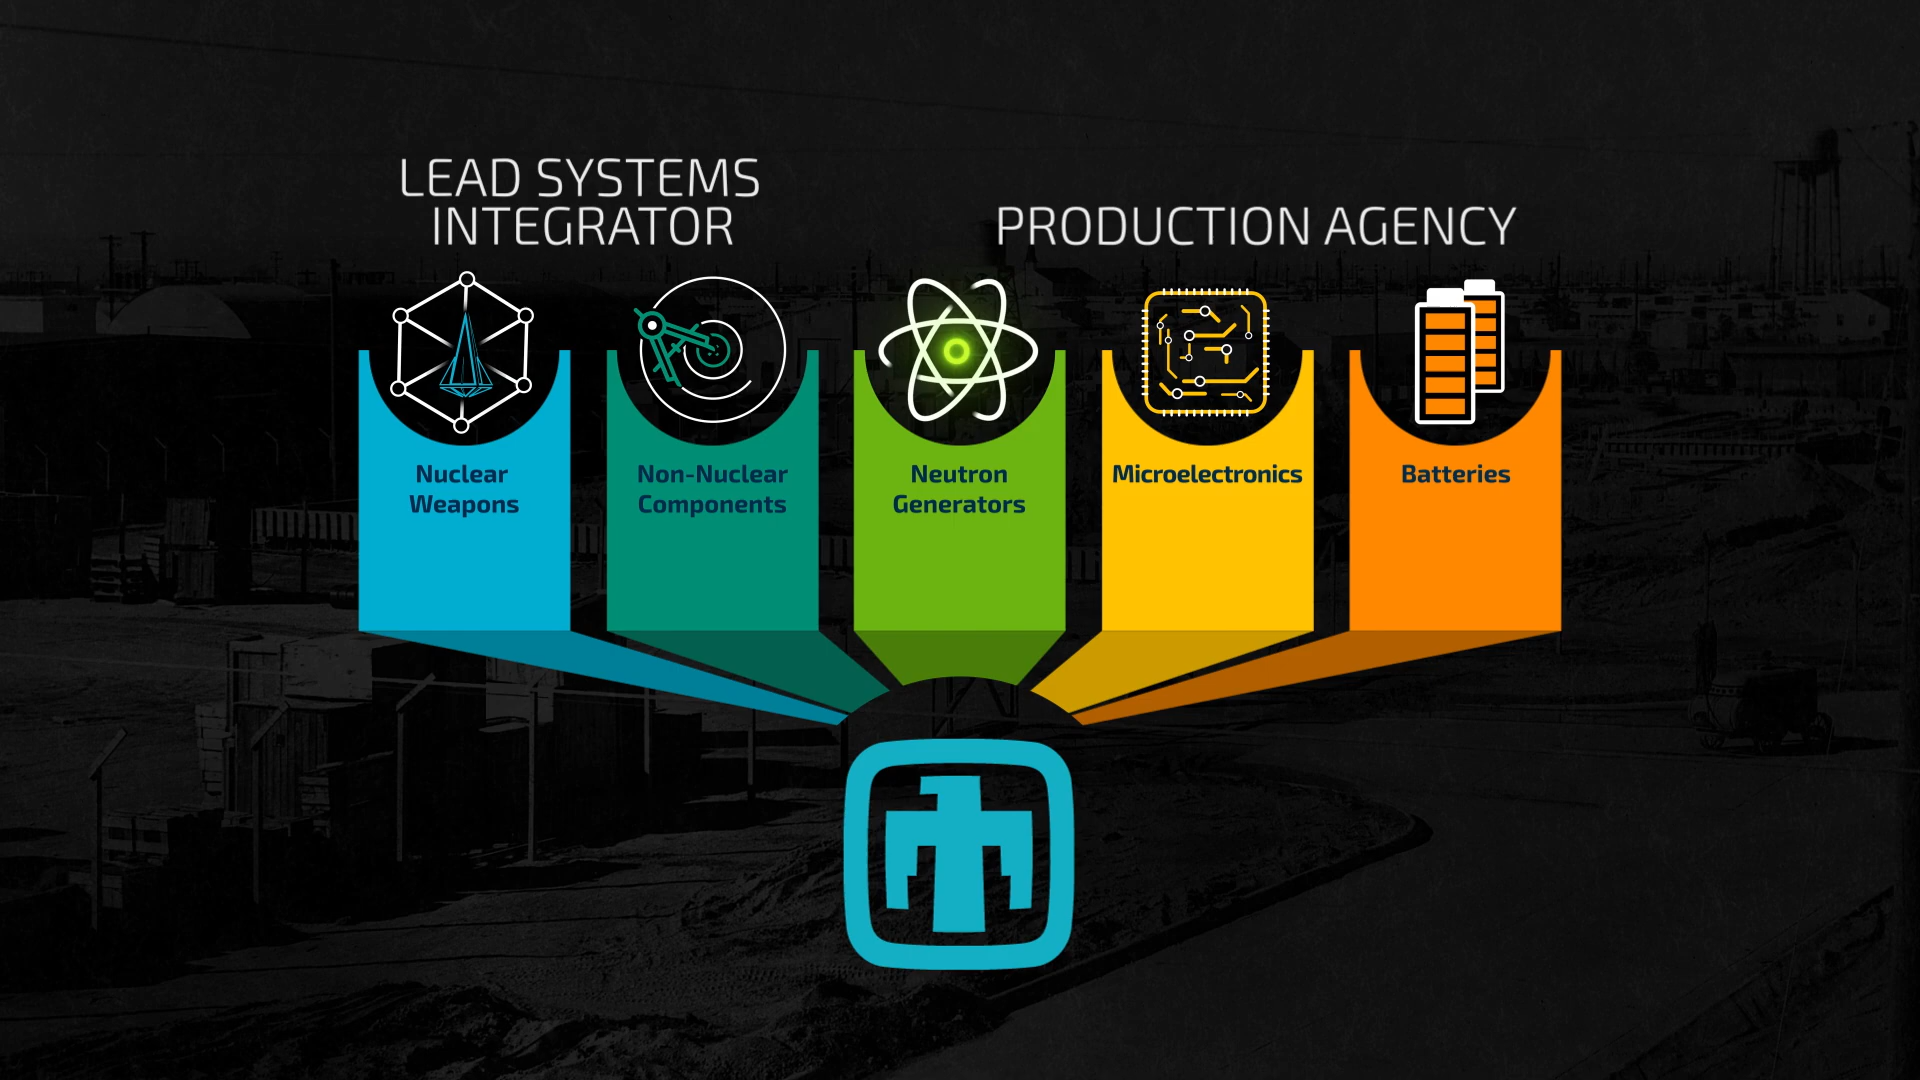 LEAD SYSTEMS
INTEGRATOR
PRODUCTION AGENCY
Nuclear
Weapons
Non-Nuclear
Components
Neutron
Generators
Microelectronics
Batteries